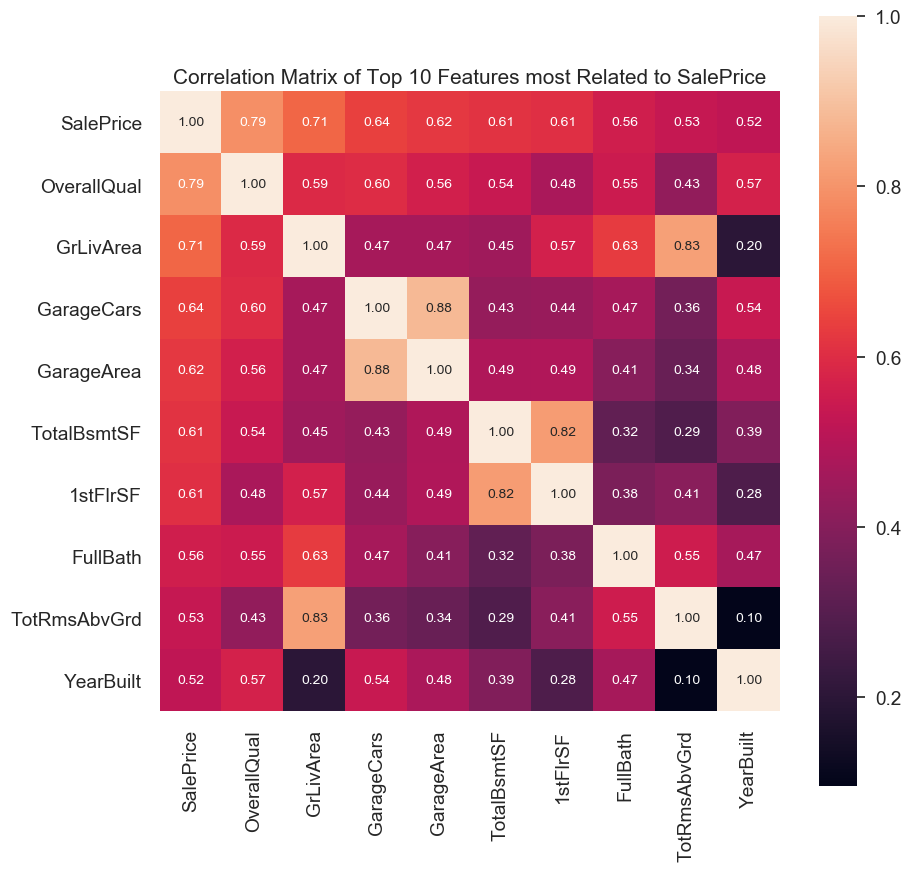 Correlation Matrix of Top 10 Features most Related to SalePrice
SalePrice 1.00 0.79 0.71 0.64 0.62 0.61 0.61 0.56 0.53 0.52
OverallQual 0.79 1.00 0.59 0.60 0.56 0.54 0.48 0.55 0.43 0.57
GrLivArea 0.71 0.59 1.00 0.47 0.47 0.45 0.57 0.63 0.83 0.20
GarageCars 0.64 0.60 0.47 1.00 0.88 0.43 0.44 0.47 0.36 0.54
GarageArea 0.62 0.56 0.47 0.88 1.00 0.49 0.49 0.41 0.34 0.48
TotalBsmtSF 0.61 0.54 0.45 0.43 0.49 1.00 0.82 0.32 0.29 0.39
1stFlrSF 0.61 0.48 0.57 0.44 0.49 0.82 1.00 0.38 0.41 0.28
FullBath 0.56 0.55 0.63 0.47 0.41 0.32 0.38 1.00 0.55 0.47
TotRmsAbvGrd 0.53 0.43 0.83 0.36 0.34 0.29 0.41 0.55 1.00 0.10
YearBuilt 0.52 0.57 0.20 0.54 0.48 0.39 0.28 0.47 0.10 1.00
SalePrice
OverallQual
GrLivArea
GarageCars
GarageArea
TotalBsmtSF
1stFlrSF
FullBath
TotRmsAbvGrd
YearBuilt
1.0
0.8
0.6
0.4
0.2